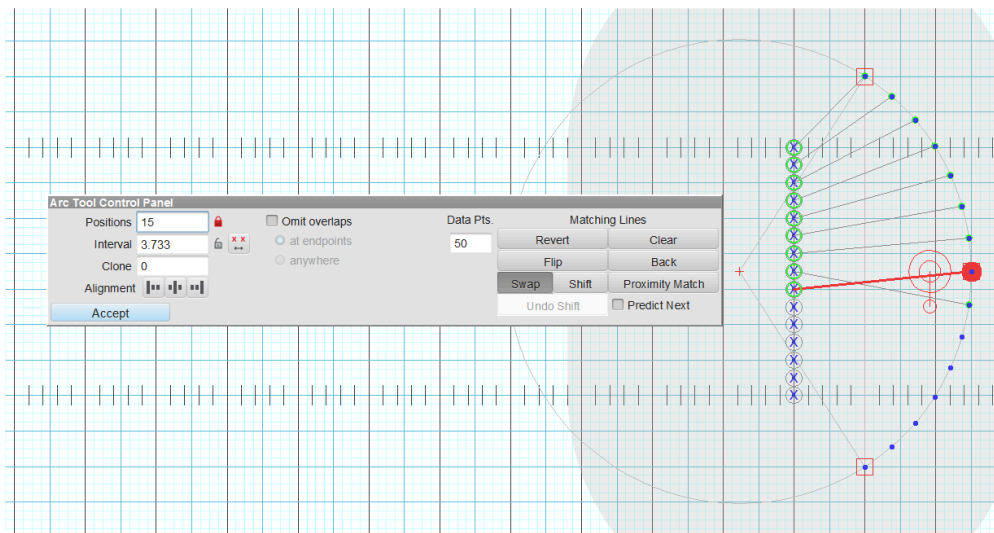 Arc Tool Control Panel
Positions 15 Omit overlaps Data Pts. Matching Lines
Interval 3.733 at endpoints 50 Revert Clear
Clone 0 anywhere Flip Back
Alignment Swap Shift Proximity Match
Accept Undo Shift Predict Next